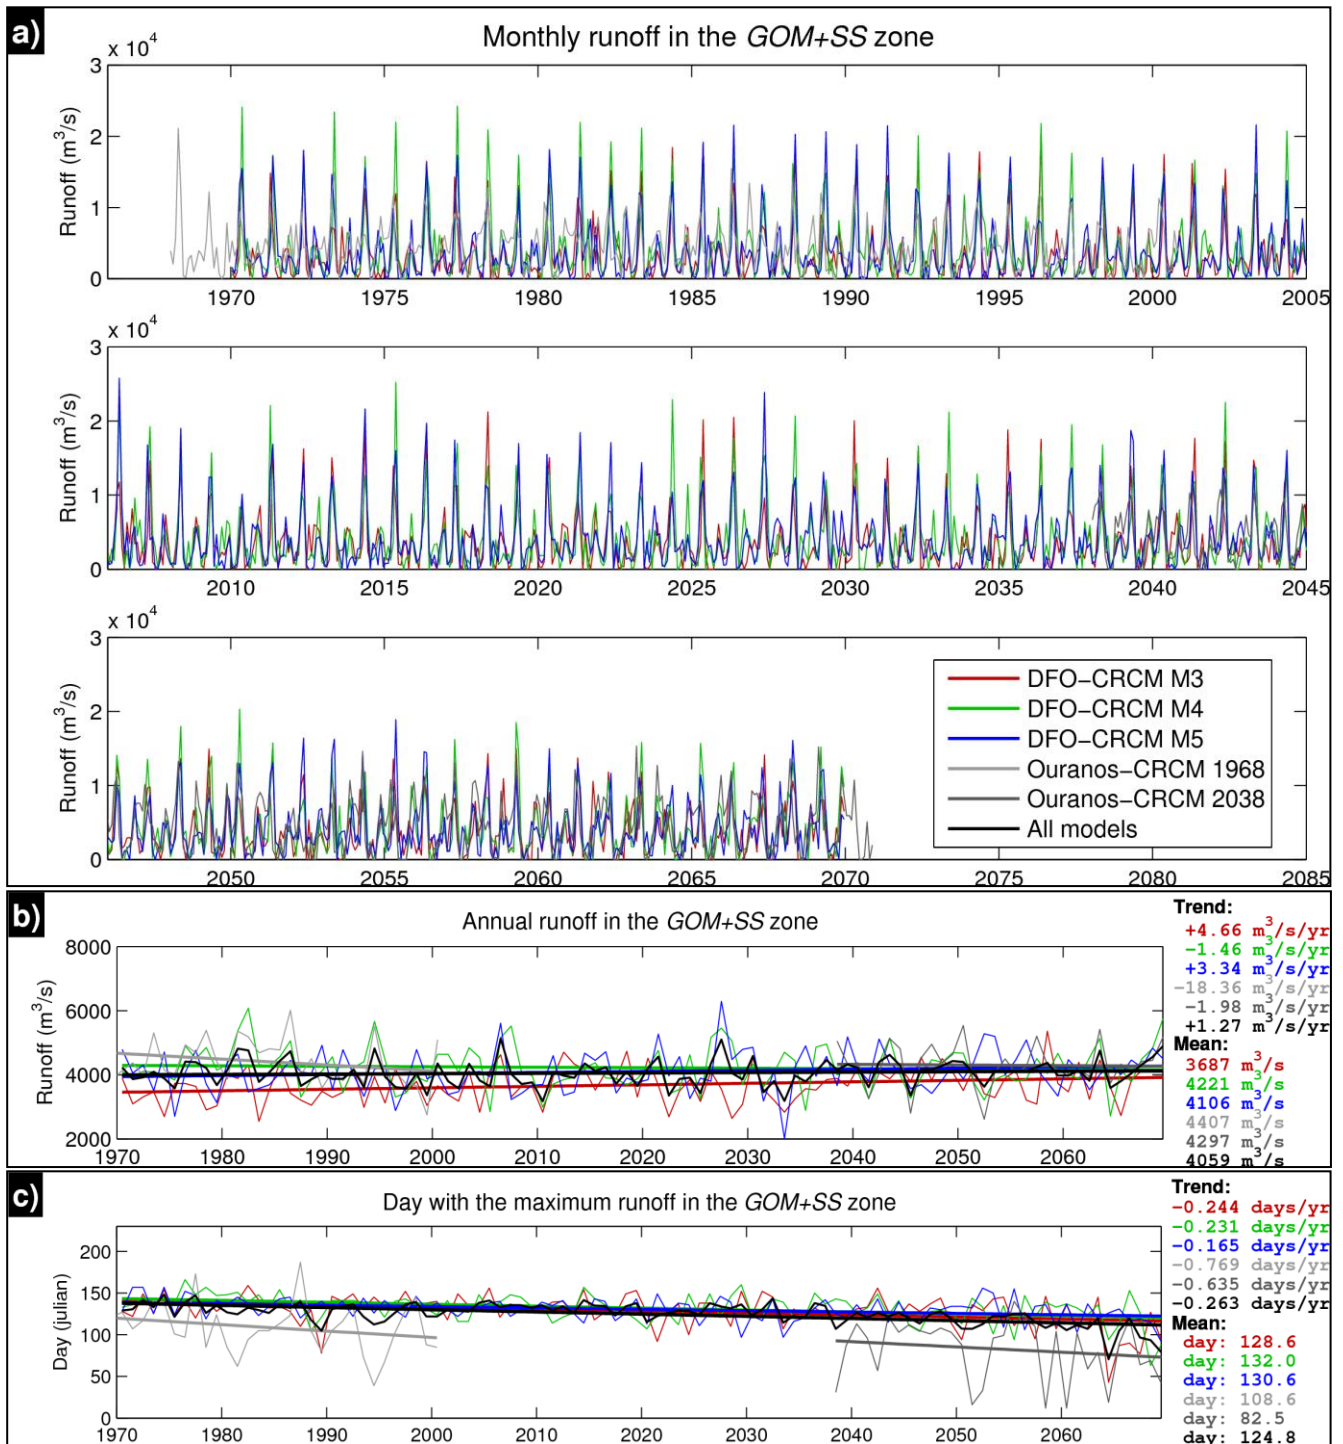 a)
Monthly runoff in the GOM+SS zone
x 10^4
3
2
1
0
Runoff (m^3/s)
1970 1975 1980 1985 1990 1995 2000 2005
x 10^4
3
2
1
0
Runoff (m^3/s)
2010 2015 2020 2025 2030 2035 2040 2045
x 10^4
3
2
1
0
Runoff (m^3/s)
DFO−CRCM M3
DFO−CRCM M4
DFO−CRCM M5
Ouranos−CRCM 1968
Ouranos−CRCM 2038
All models
2050 2055 2060 2065 2070 2075 2080 2085
b)
Annual runoff in the GOM+SS zone
8000
6000
4000
2000
Runoff (m^3/s)
1970 1980 1990 2000 2010 2020 2030 2040 2050 2060
Trend:
+4.66 m^3/s/yr
−1.46 m^3/s/yr
+3.34 m^3/s/yr
−18.36 m^3/s/yr
−1.98 m^3/s/yr
+1.27 m^3/s/yr
Mean:
3687 m^3/s
4221 m^3/s
4106 m^3/s
4407 m^3/s
4297 m^3/s
4059 m^3/s
c)
Day with the maximum runoff in the GOM+SS zone
200
150
100
50
0
Day (julian)
1970 1980 1990 2000 2010 2020 2030 2040 2050 2060
Trend:
−0.244 days/yr
−0.231 days/yr
−0.165 days/yr
−0.769 days/yr
−0.635 days/yr
−0.263 days/yr
Mean:
day: 128.6
day: 132.0
day: 130.6
day: 108.6
day: 82.5
day: 124.8